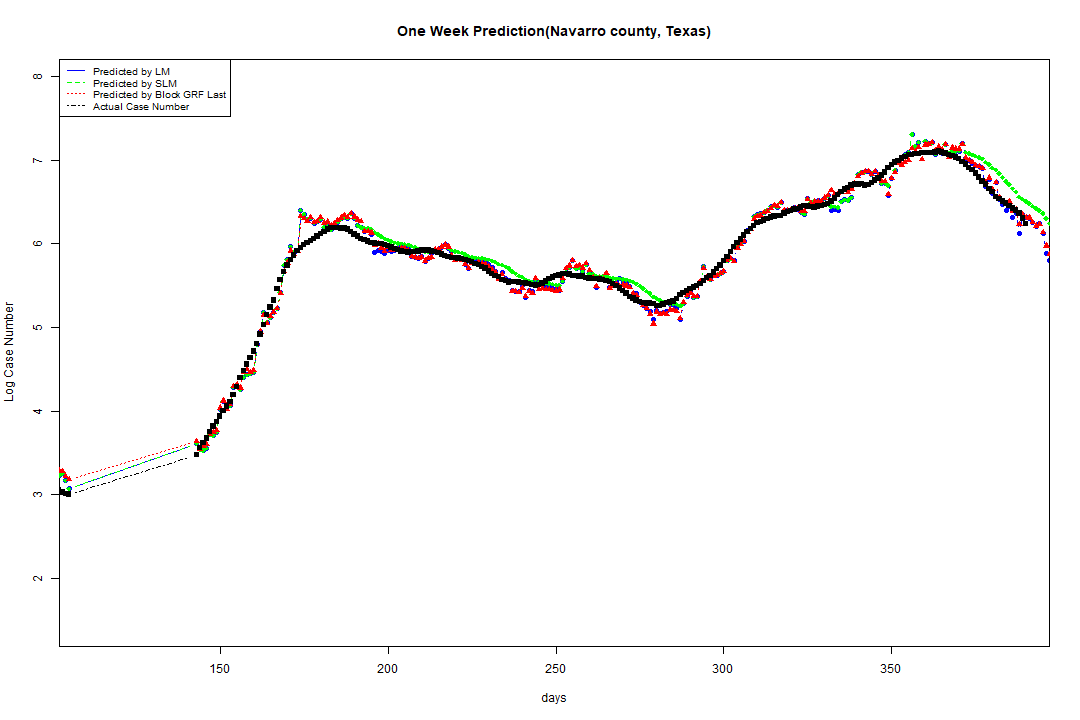 One Week Prediction(Navarro county, Texas)
Predicted by LM
Predicted by SLM
Predicted by Block GRF Last
Actual Case Number
8
7
6
5
4
3
2
Log Case Number
150 200 250 300 350
days